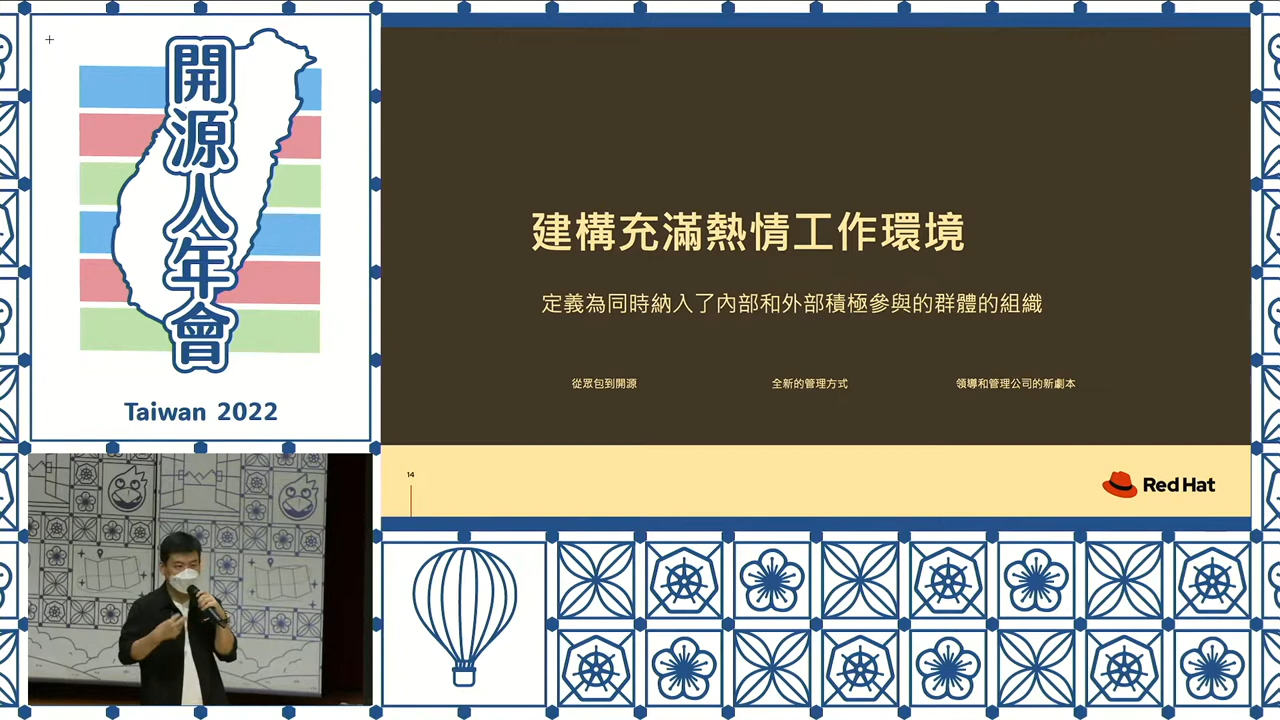 開源人年會
Taiwan 2022
建構充滿熱情工作環境
定義為同時納入了內部和外部積極參與的群體的組織
從眾包到開源
全新的管理方式
領導和管理公司的新劇本
14
Red Hat